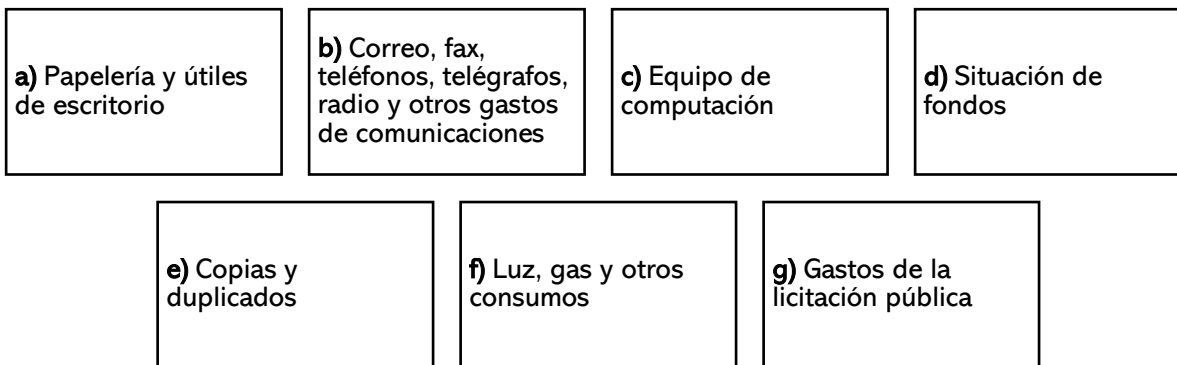 a) Papelería y útiles
de escritorio
b) Correo, fax,
teléfonos, telégrafos,
radio y otros gastos
de comunicaciones
c) Equipo de
computación
d) Situación de
fondos
e) Copias y
duplicados
f) Luz, gas y otros
consumos
g) Gastos de la
licitación pública